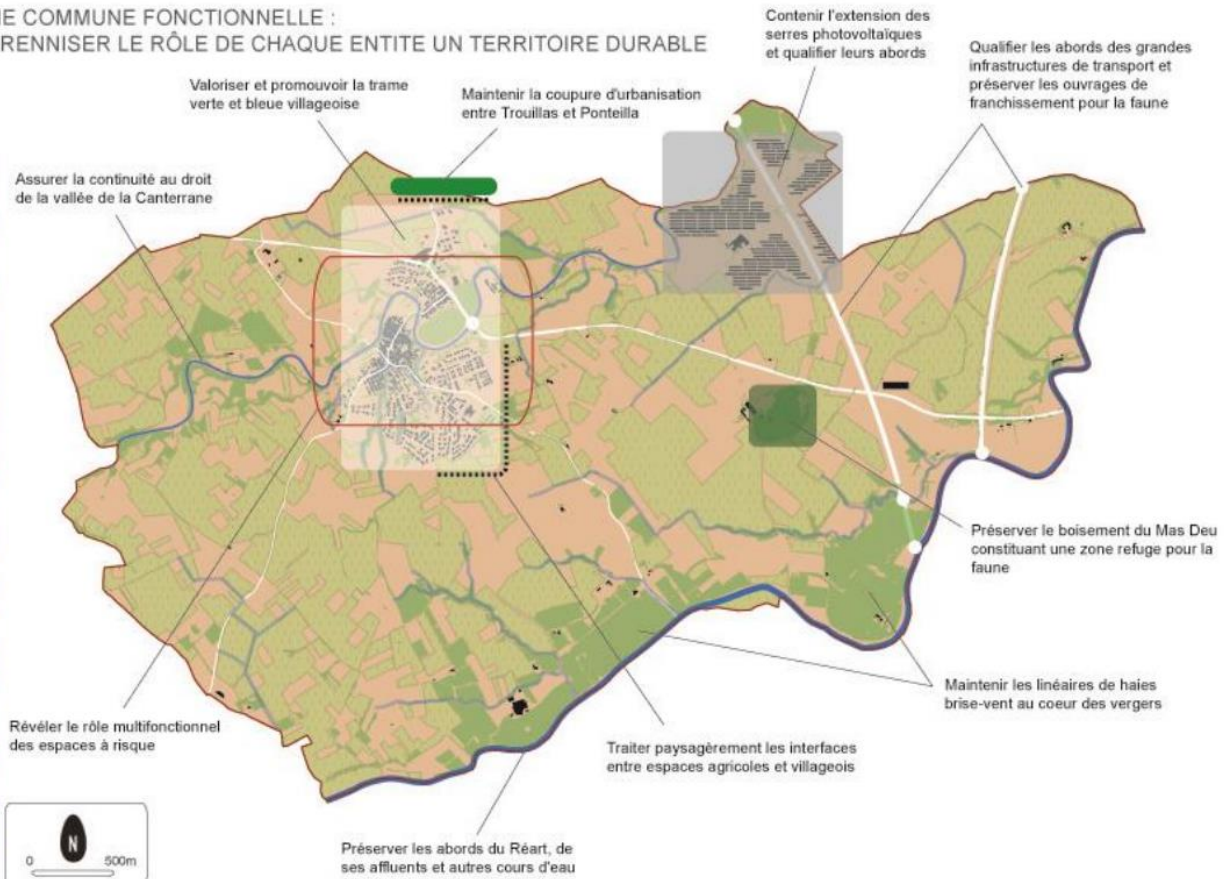 E COMMUNE FONCTIONNELLE :
RENNISER LE RÔLE DE CHAQUE ENTITE UN TERRITOIRE DURABLE
Contenir l'extension des
serres photovoltaïques
et qualifier leurs abords
Qualifier les abords des grandes
infrastructures de transport et
préserver les ouvrages de
franchissement pour la faune
Valoriser et promouvoir la trame
verte et bleue villageoise
Maintenir la coupure d'urbanisation
entre Trouillas et Ponteilla
Assurer la continuité au droit
de la vallée de la Canterrane
Préserver le boisement du Mas Deu
constituant une zone refuge pour la
faune
Maintenir les linéaires de haies
brise-vent au coeur des vergers
Révéler le rôle multifonctionnel
des espaces à risque
Traiter paysagèrement les interfaces
entre espaces agricoles et villageois
Préserver les abords du Réart, de
ses affluents et autres cours d'eau
N
0 500m